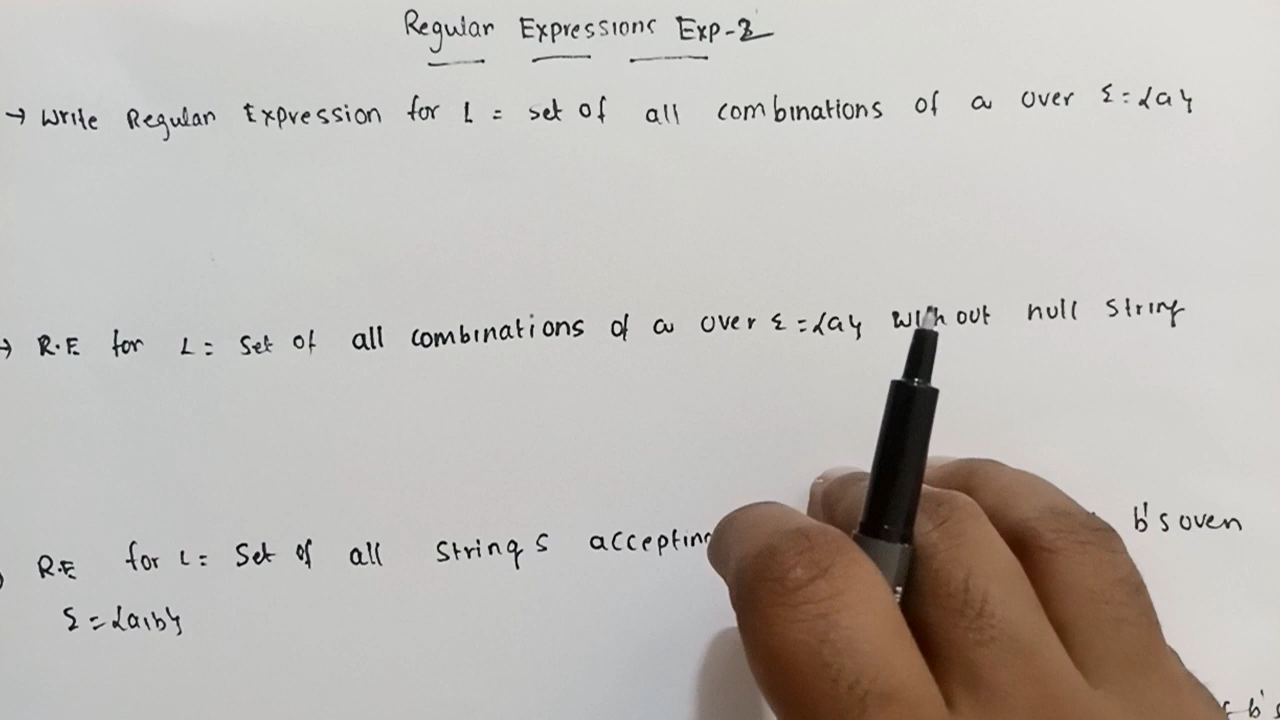 Regular Expressions Exp-2
→ Write Regular Expression for L = set of all combinations of a over Σ={a}
→ R.E for L = Set of all combinations of a over Σ={a} without null string
R.E for L = Set of all strings accepting b's over
Σ={a,b}
b's